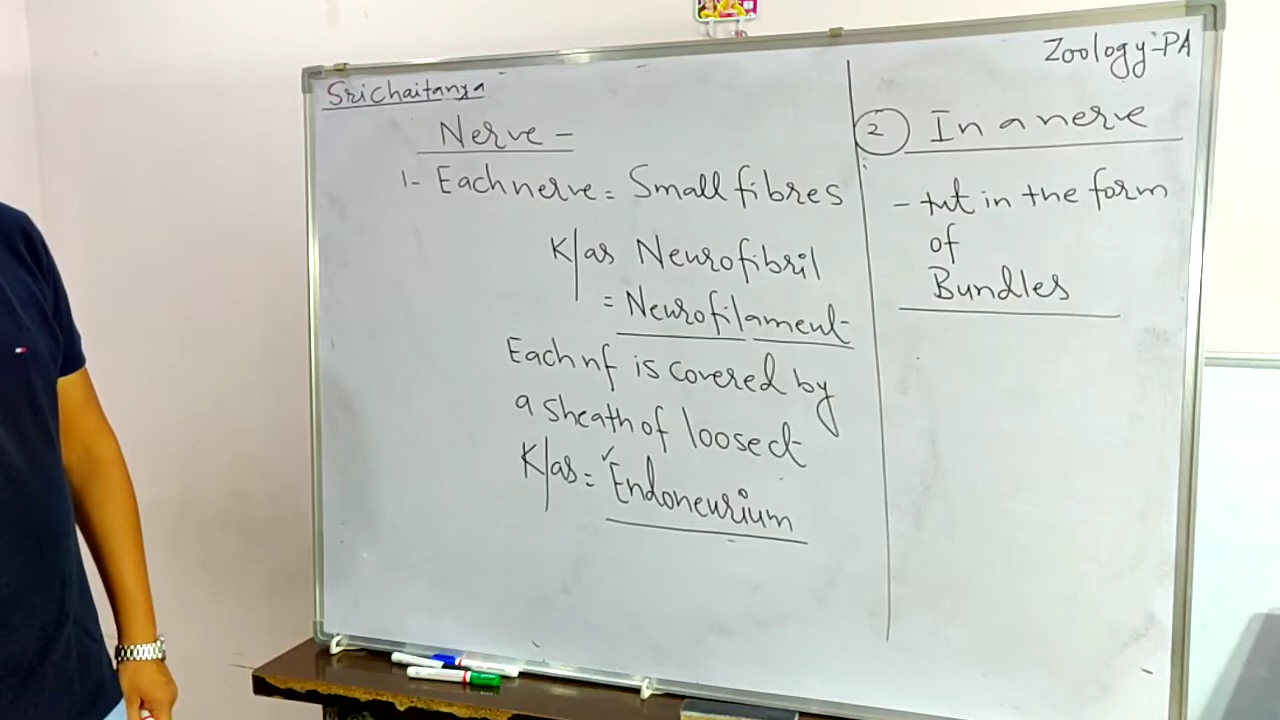 Srichaitanya
Nerve -
1- Each nerve = Small fibres
K/as Neurofibril
= Neurofilament
Each nf is covered by
a sheath of loose ct
K/as = Endoneurium
Zoology-PA
2 In a nerve
- in the form
of
Bundles